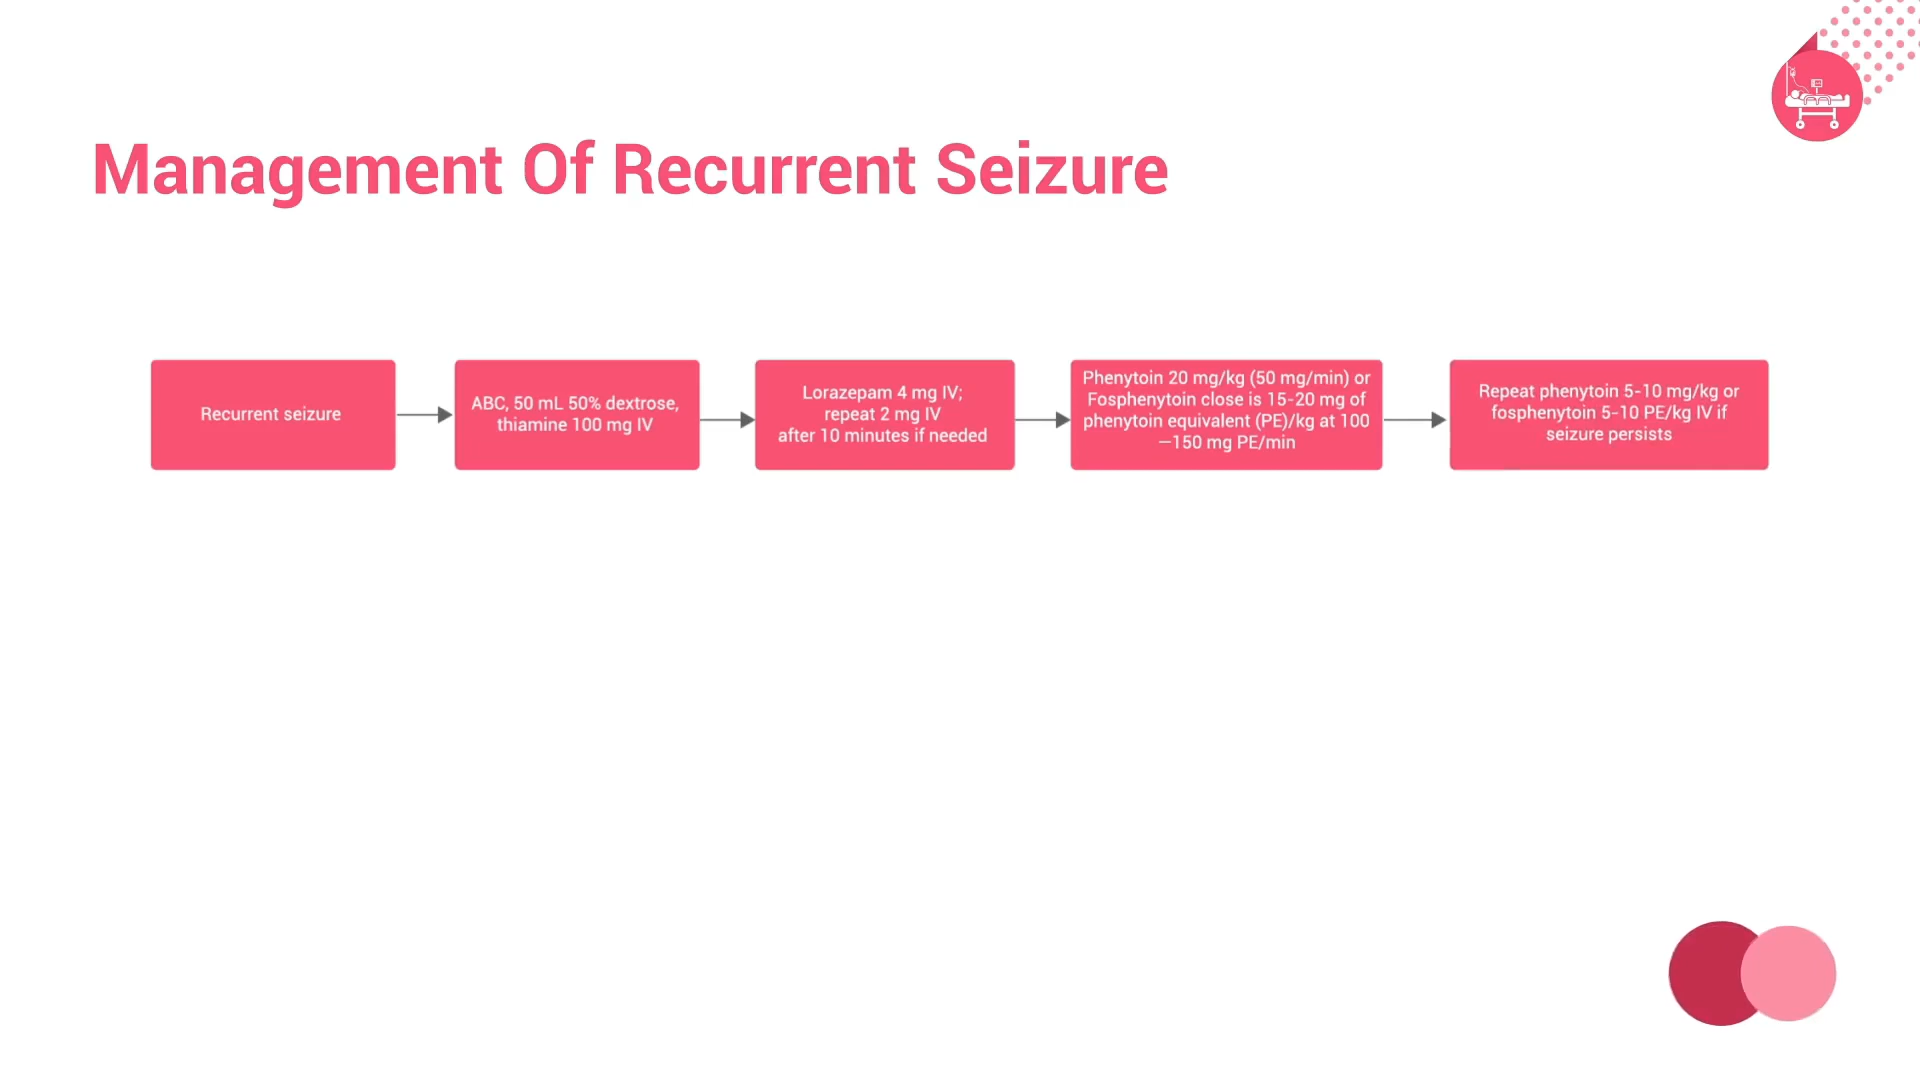 Management Of Recurrent Seizure
Recurrent seizure
ABC, 50 mL 50% dextrose,
thiamine 100 mg IV
Lorazepam 4 mg IV;
repeat 2 mg IV
after 10 minutes if needed
Phenytoin 20 mg/kg (50 mg/min) or
Fosphenytoin close is 15-20 mg of
phenytoin equivalent (PE)/kg at 100
—150 mg PE/min
Repeat phenytoin 5-10 mg/kg or
fosphenytoin 5-10 PE/kg IV if
seizure persists